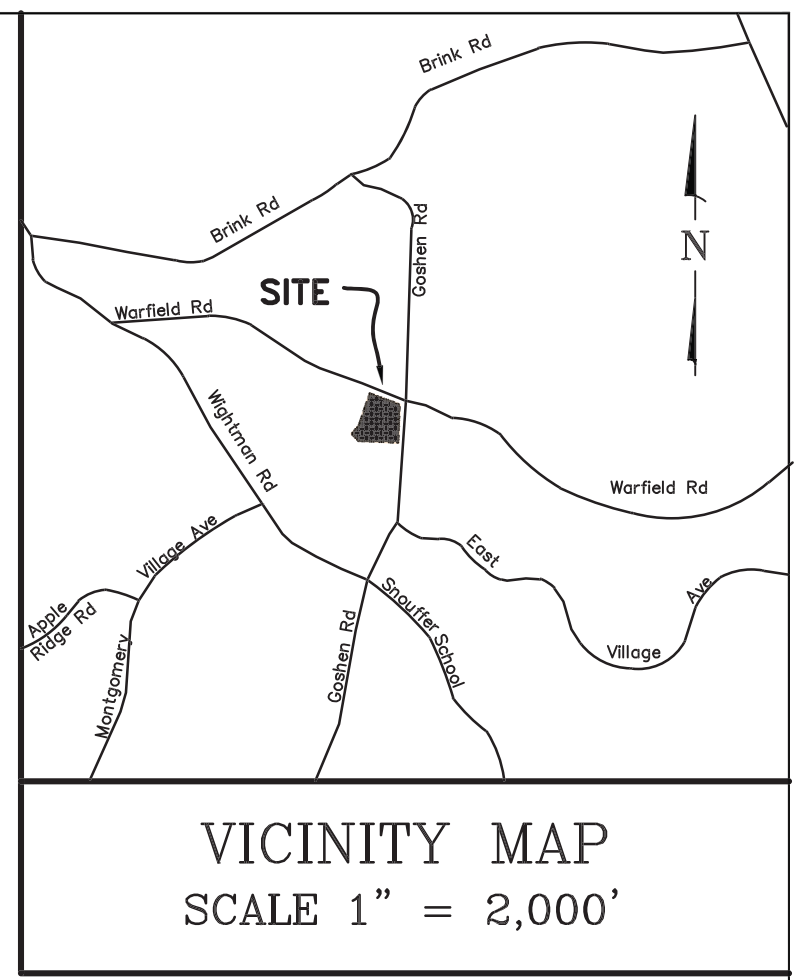 Brink Rd
Brink Rd
Goshen Rd
N
SITE
Warfield Rd
Wightman Rd
Warfield Rd
Village Ave
East
Apple
Ridge Rd
Montgomery
Goshen Rd
Snouffer School
Village
Ave
VICINITY MAP
SCALE 1" = 2,000'